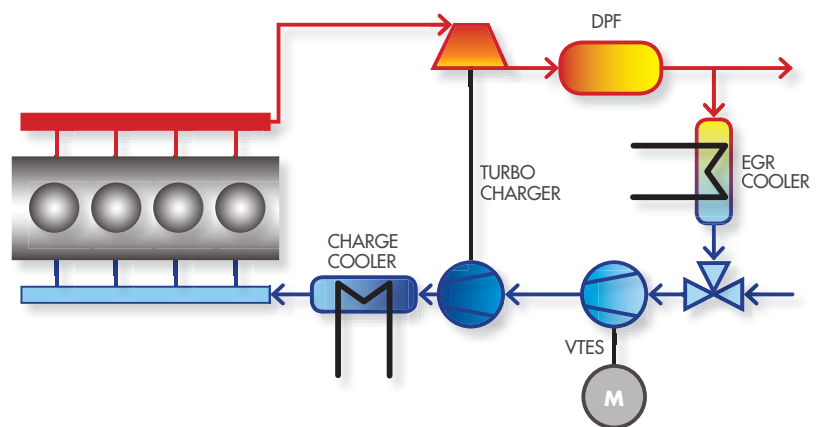 DPF
TURBO
CHARGER
EGR
COOLER
CHARGE
COOLER
VTES
M